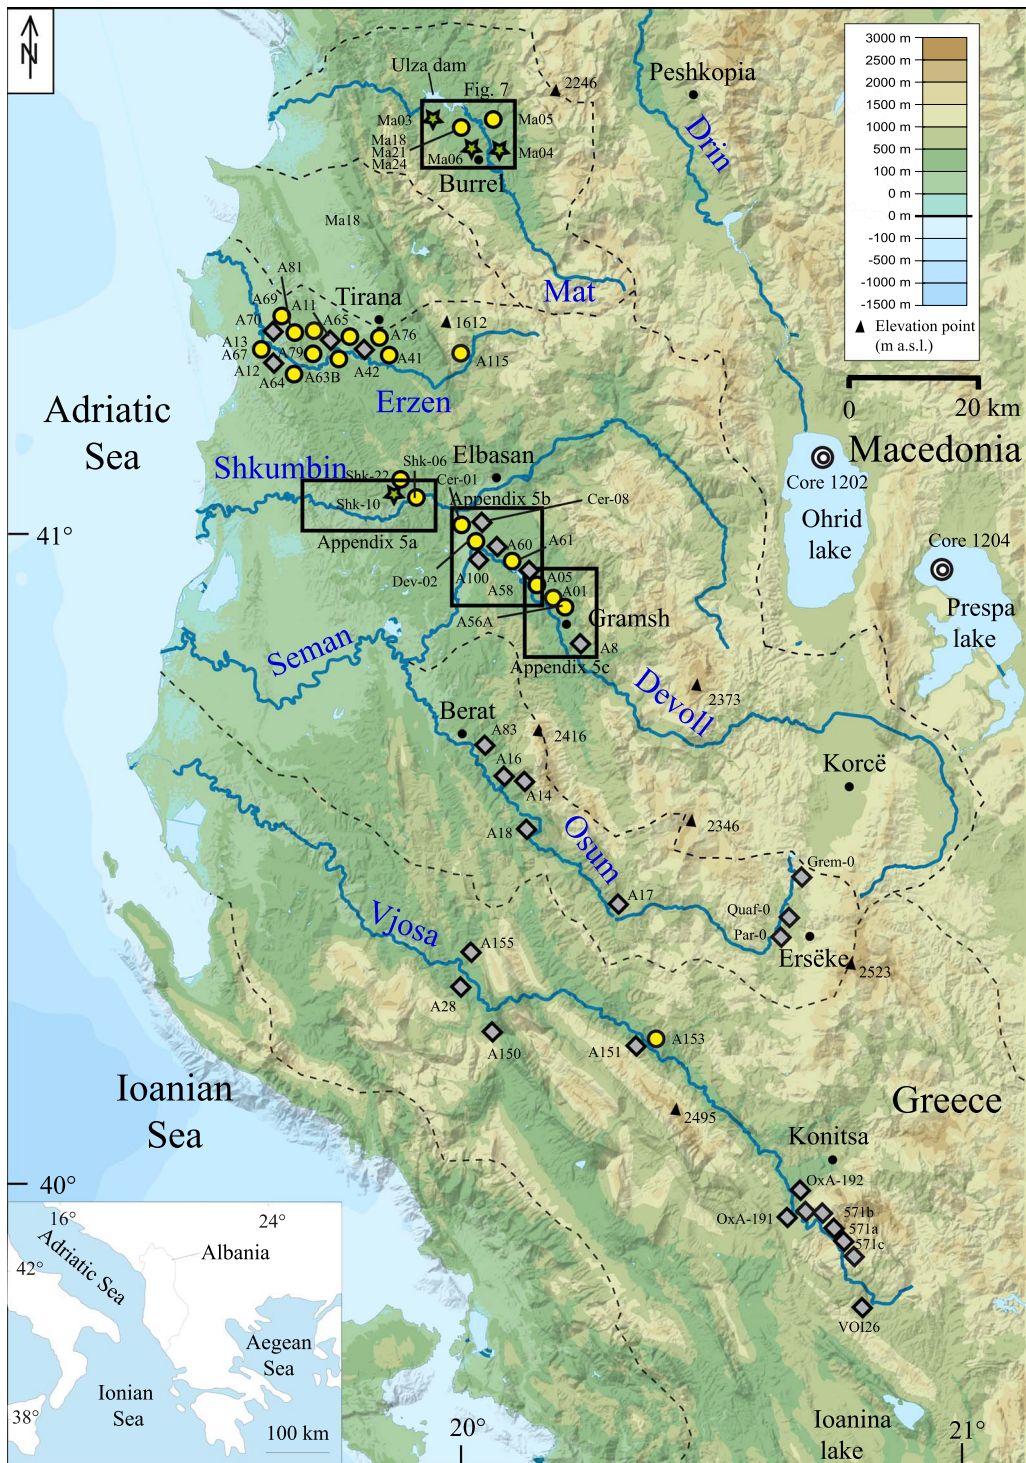 N
3000 m
2500 m
2000 m
1500 m
1000 m
500 m
100 m
0 m
0 m
-100 m
-500 m
-1000 m
-1500 m
Elevation point
(m a.s.l.)
0
20 km
Ulza dam
Fig. 7
2246
Peshkopia
Drin
Ma03
Ma05
Ma18
Ma21
Ma24
Ma06
Ma04
Burrel
Ma18
Mat
A81
A69
A11
Tirana
A70
A65
A76
1612
A13
A67
A79
A41
A115
A12
A42
A64
A63B
Erzen
Adriatic
Sea
Macedonia
Core 1202
Ohrid
lake
Core 1204
Prespa
lake
Shkumbin
Shk-06
Elbasan
Shk-22
Cer-01
Shk-10
Appendix 5b
Cer-08
Appendix 5a
41°
A60
A61
Dev-02
A100
A58
A05
A01
A56A
Gramsh
A8
Appendix 5c
Seman
Devoll
2373
Berat
A83
2416
A16
A14
Korcë
A18
Osum
2346
Grem-0
A17
Quaf-0
Par-0
Ersëke
2523
Vjosa
A155
A28
A150
A151
A153
2495
Ioanian
Sea
Greece
Konitsa
40°
OxA-192
OxA-191
571b
571a
571c
VOI26
Ioanina
lake
20°
21°
16°
24°
Adriatic Sea
Albania
42°
Aegean
Sea
Ionian
Sea
38°
100 km